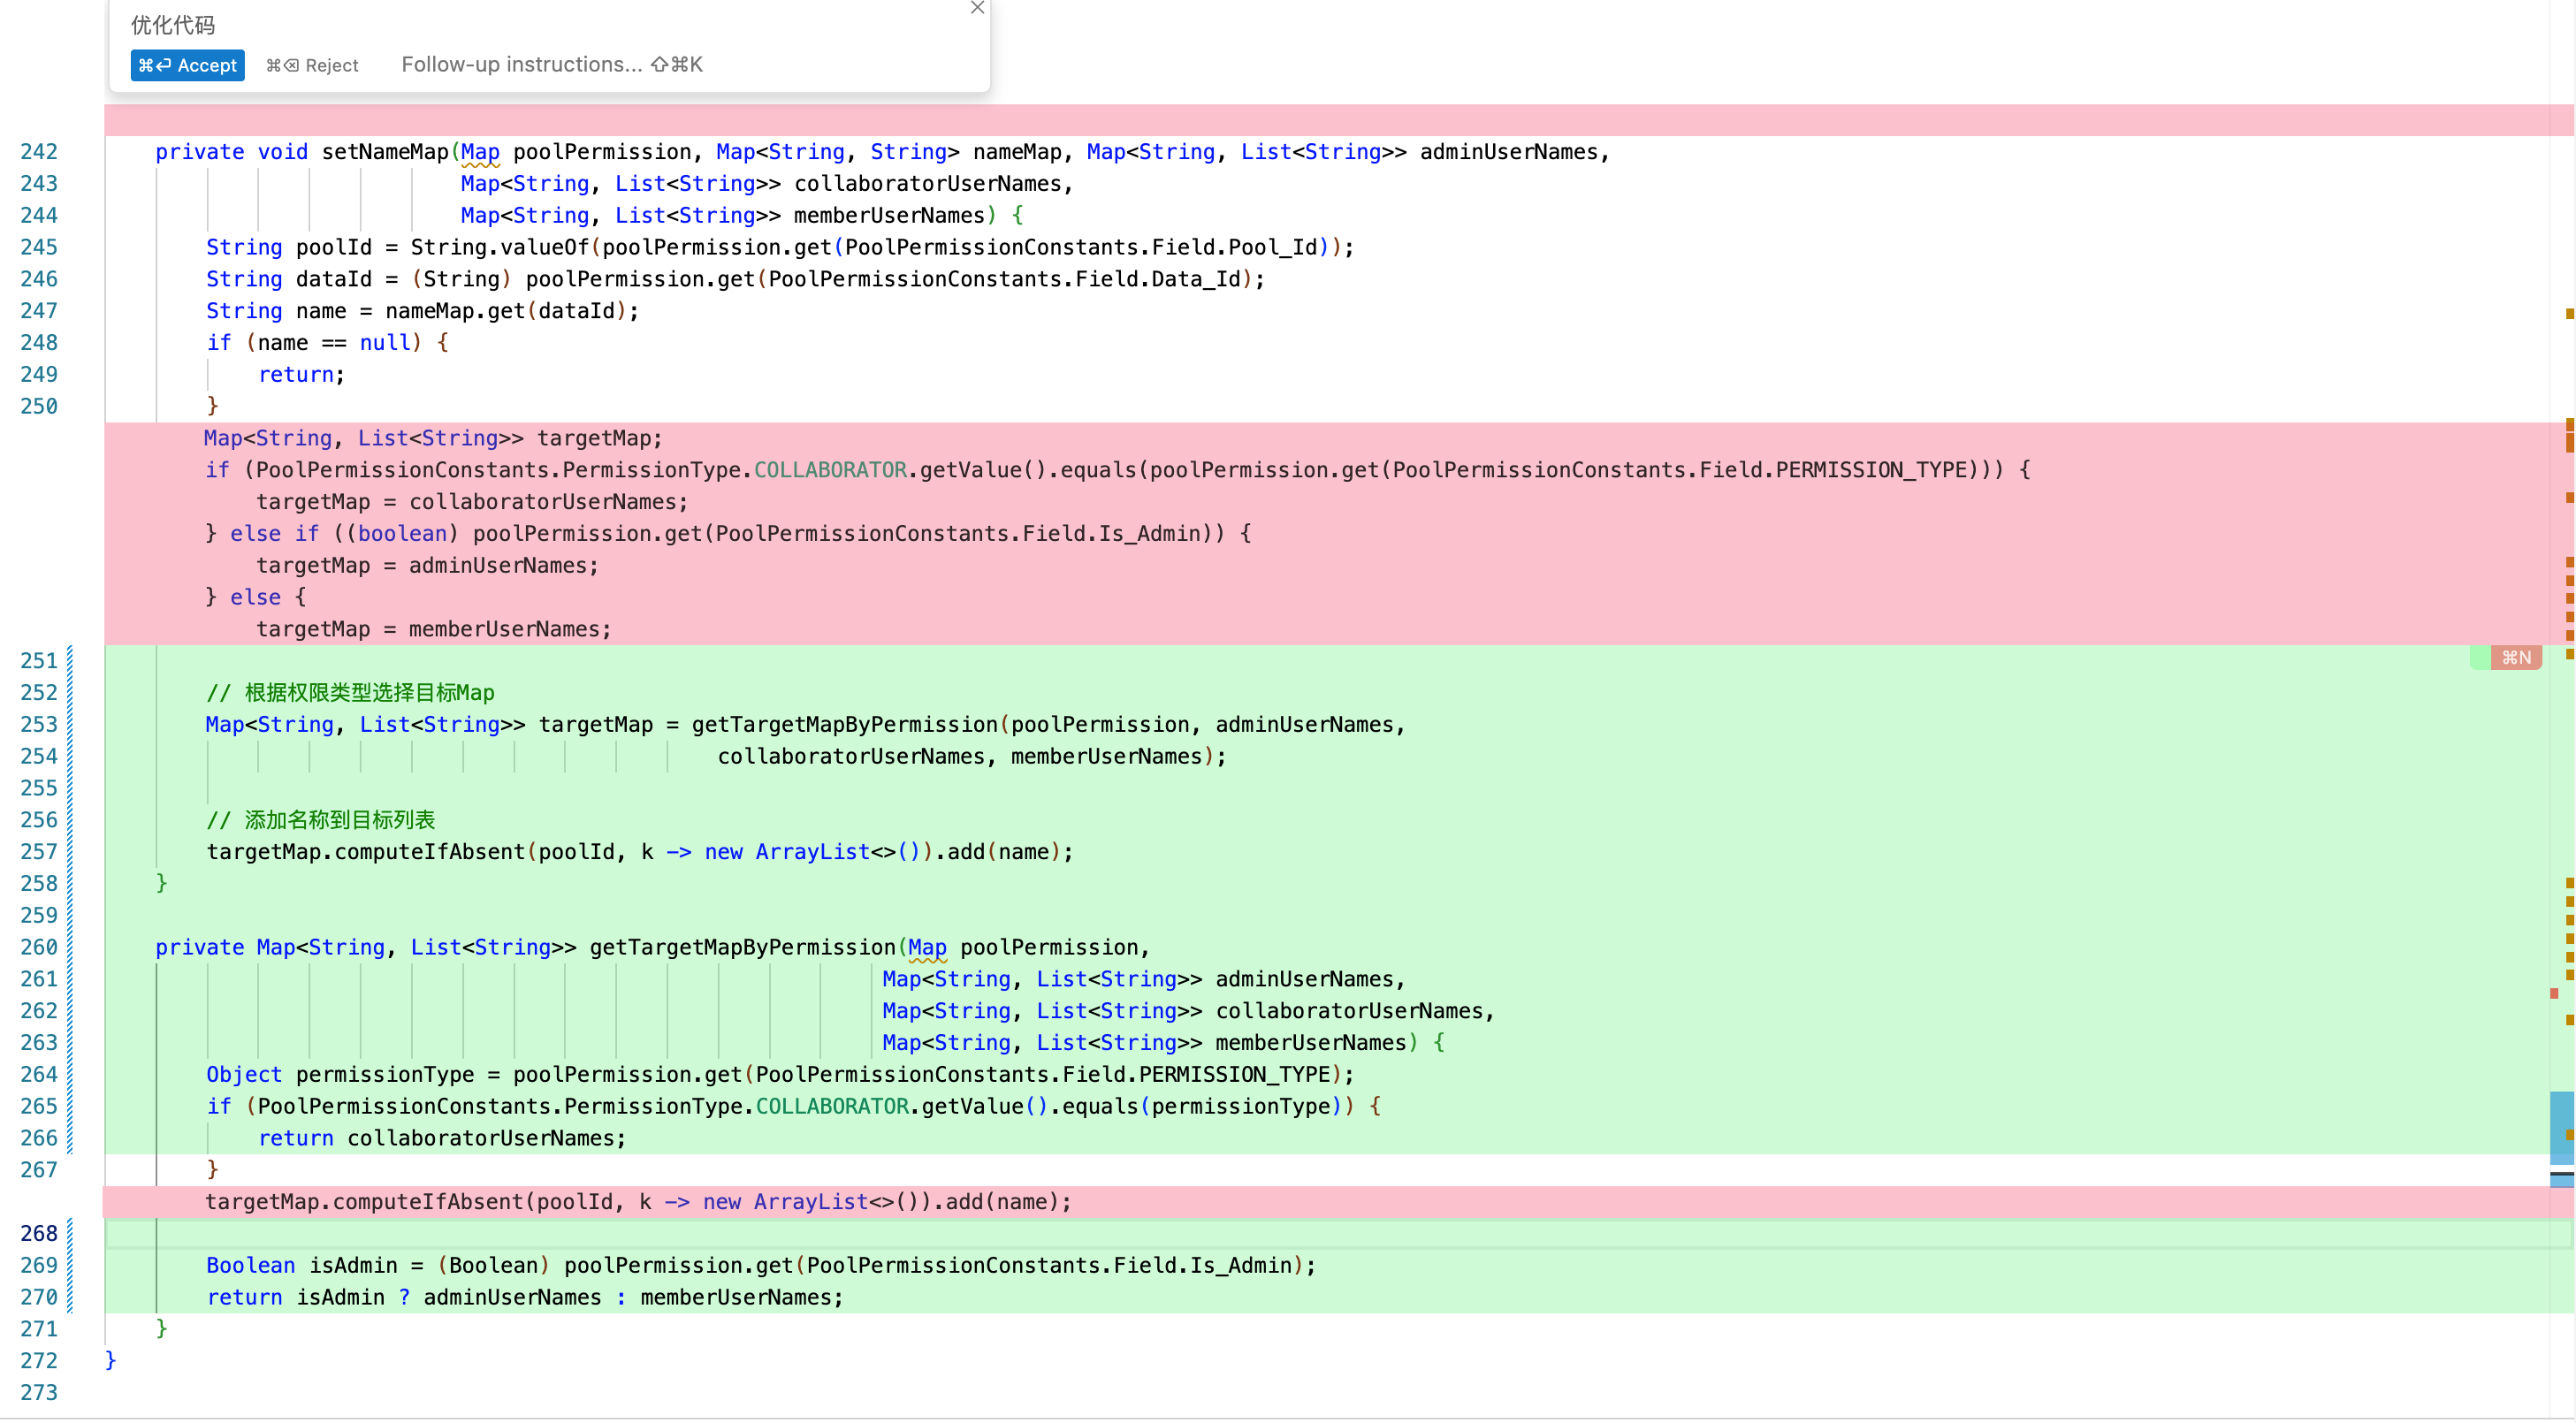 优化代码
⌘⏎ Accept ⌘⌫ Reject Follow-up instructions... ⇧⌘K
242 private void setNameMap(Map poolPermission, Map<String, String> nameMap, Map<String, List<String>> adminUserNames,
243 Map<String, List<String>> collaboratorUserNames,
244 Map<String, List<String>> memberUserNames) {
245 String poolId = String.valueOf(poolPermission.get(PoolPermissionConstants.Field.Pool_Id));
246 String dataId = (String) poolPermission.get(PoolPermissionConstants.Field.Data_Id);
247 String name = nameMap.get(dataId);
248 if (name == null) {
249 return;
250 }
Map<String, List<String>> targetMap;
if (PoolPermissionConstants.PermissionType.COLLABORATOR.getValue().equals(poolPermission.get(PoolPermissionConstants.Field.PERMISSION_TYPE))) {
targetMap = collaboratorUserNames;
} else if ((boolean) poolPermission.get(PoolPermissionConstants.Field.Is_Admin)) {
targetMap = adminUserNames;
} else {
targetMap = memberUserNames;
251 ⌘N
252 // 根据权限类型选择目标Map
253 Map<String, List<String>> targetMap = getTargetMapByPermission(poolPermission, adminUserNames,
254 collaboratorUserNames, memberUserNames);
255
256 // 添加名称到目标列表
257 targetMap.computeIfAbsent(poolId, k -> new ArrayList<>()).add(name);
258 }
259
260 private Map<String, List<String>> getTargetMapByPermission(Map poolPermission,
261 Map<String, List<String>> adminUserNames,
262 Map<String, List<String>> collaboratorUserNames,
263 Map<String, List<String>> memberUserNames) {
264 Object permissionType = poolPermission.get(PoolPermissionConstants.Field.PERMISSION_TYPE);
265 if (PoolPermissionConstants.PermissionType.COLLABORATOR.getValue().equals(permissionType)) {
266 return collaboratorUserNames;
267 }
targetMap.computeIfAbsent(poolId, k -> new ArrayList<>()).add(name);
268
269 Boolean isAdmin = (Boolean) poolPermission.get(PoolPermissionConstants.Field.Is_Admin);
270 return isAdmin ? adminUserNames : memberUserNames;
271 }
272 }
273